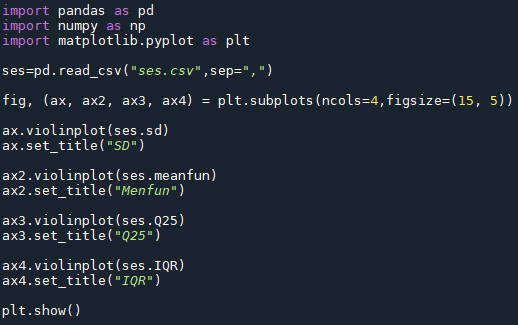 import pandas as pd
import numpy as np
import matplotlib.pyplot as plt
ses=pd.read_csv("ses.csv",sep=",")
fig, (ax, ax2, ax3, ax4) = plt.subplots(ncols=4,figsize=(15, 5))
ax.violinplot(ses.sd)
ax.set_title("SD")
ax2.violinplot(ses.meanfun)
ax2.set_title("Menfun")
ax3.violinplot(ses.Q25)
ax3.set_title("Q25")
ax4.violinplot(ses.IQR)
ax4.set_title("IQR")
plt.show()